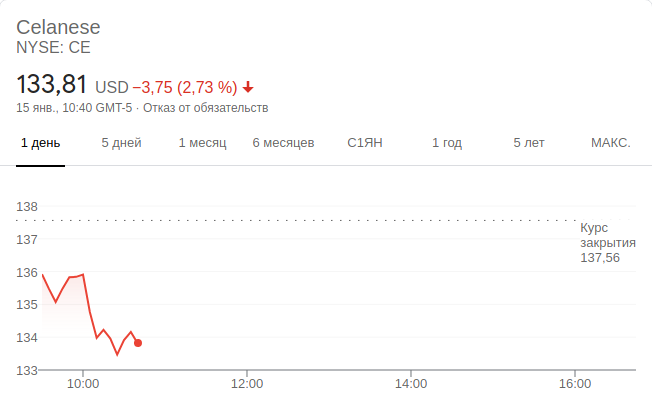 Celanese
NYSE: CE
133,81 USD −3,75 (2,73 %)
15 янв., 10:40 GMT-5 · Отказ от обязательств
1 день 5 дней 1 месяц 6 месяцев С1ЯН 1 год 5 лет МАКС.
138
Курс
закрытия
137,56
137
136
135
134
133
10:00 12:00 14:00 16:00